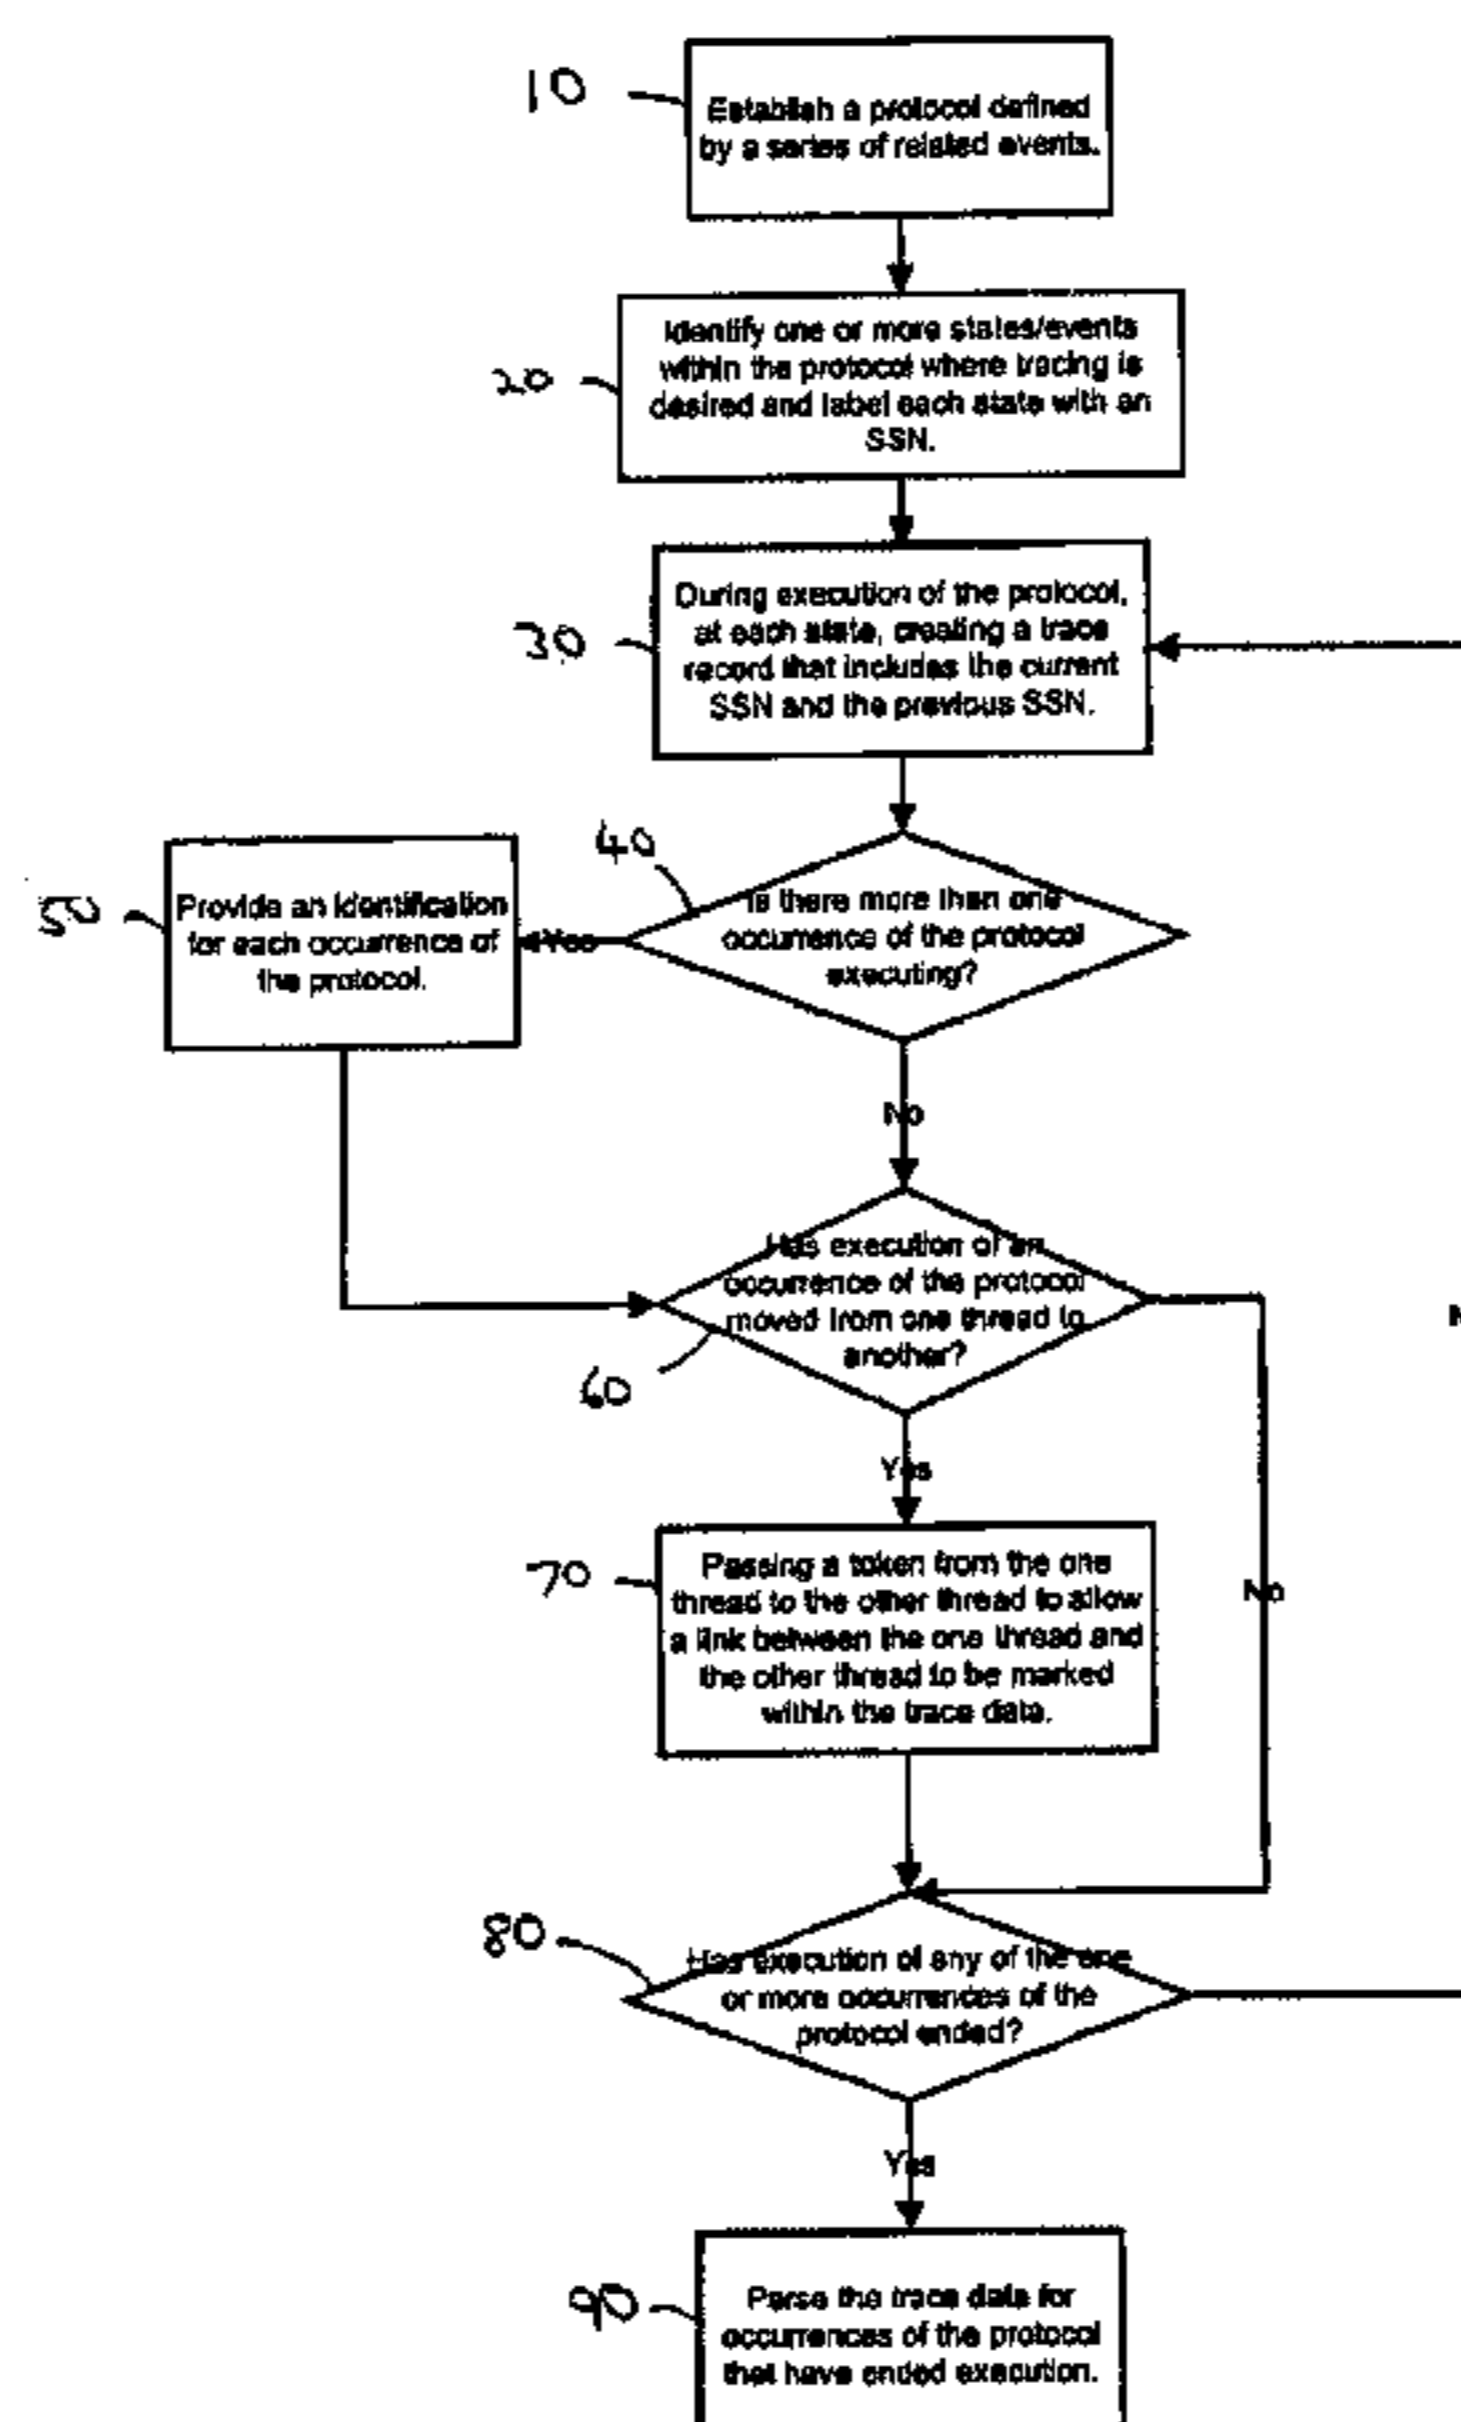 10
Establish a protocol defined
by a series of related events.
20
Identify one or more states/events
within the protocol where tracing is
desired and label each state with an
SSN.
30
During execution of the protocol,
at each state, creating a trace
record that includes the current
SSN and the previous SSN.
40
Is there more than one
occurrence of the protocol
executing?
Yes
50
Provide an identification
for each occurrence of
the protocol.
No
Has execution of an
occurrence of the protocol
moved from one thread to
another?
60
Yes
No
70
Passing a token from the one
thread to the other thread to allow
a link between the one thread and
the other thread to be marked
within the trace data.
80
Has execution of any of the one
or more occurrences of the
protocol ended?
Yes
90
Parse the trace data for
occurrences of the protocol
that have ended execution.